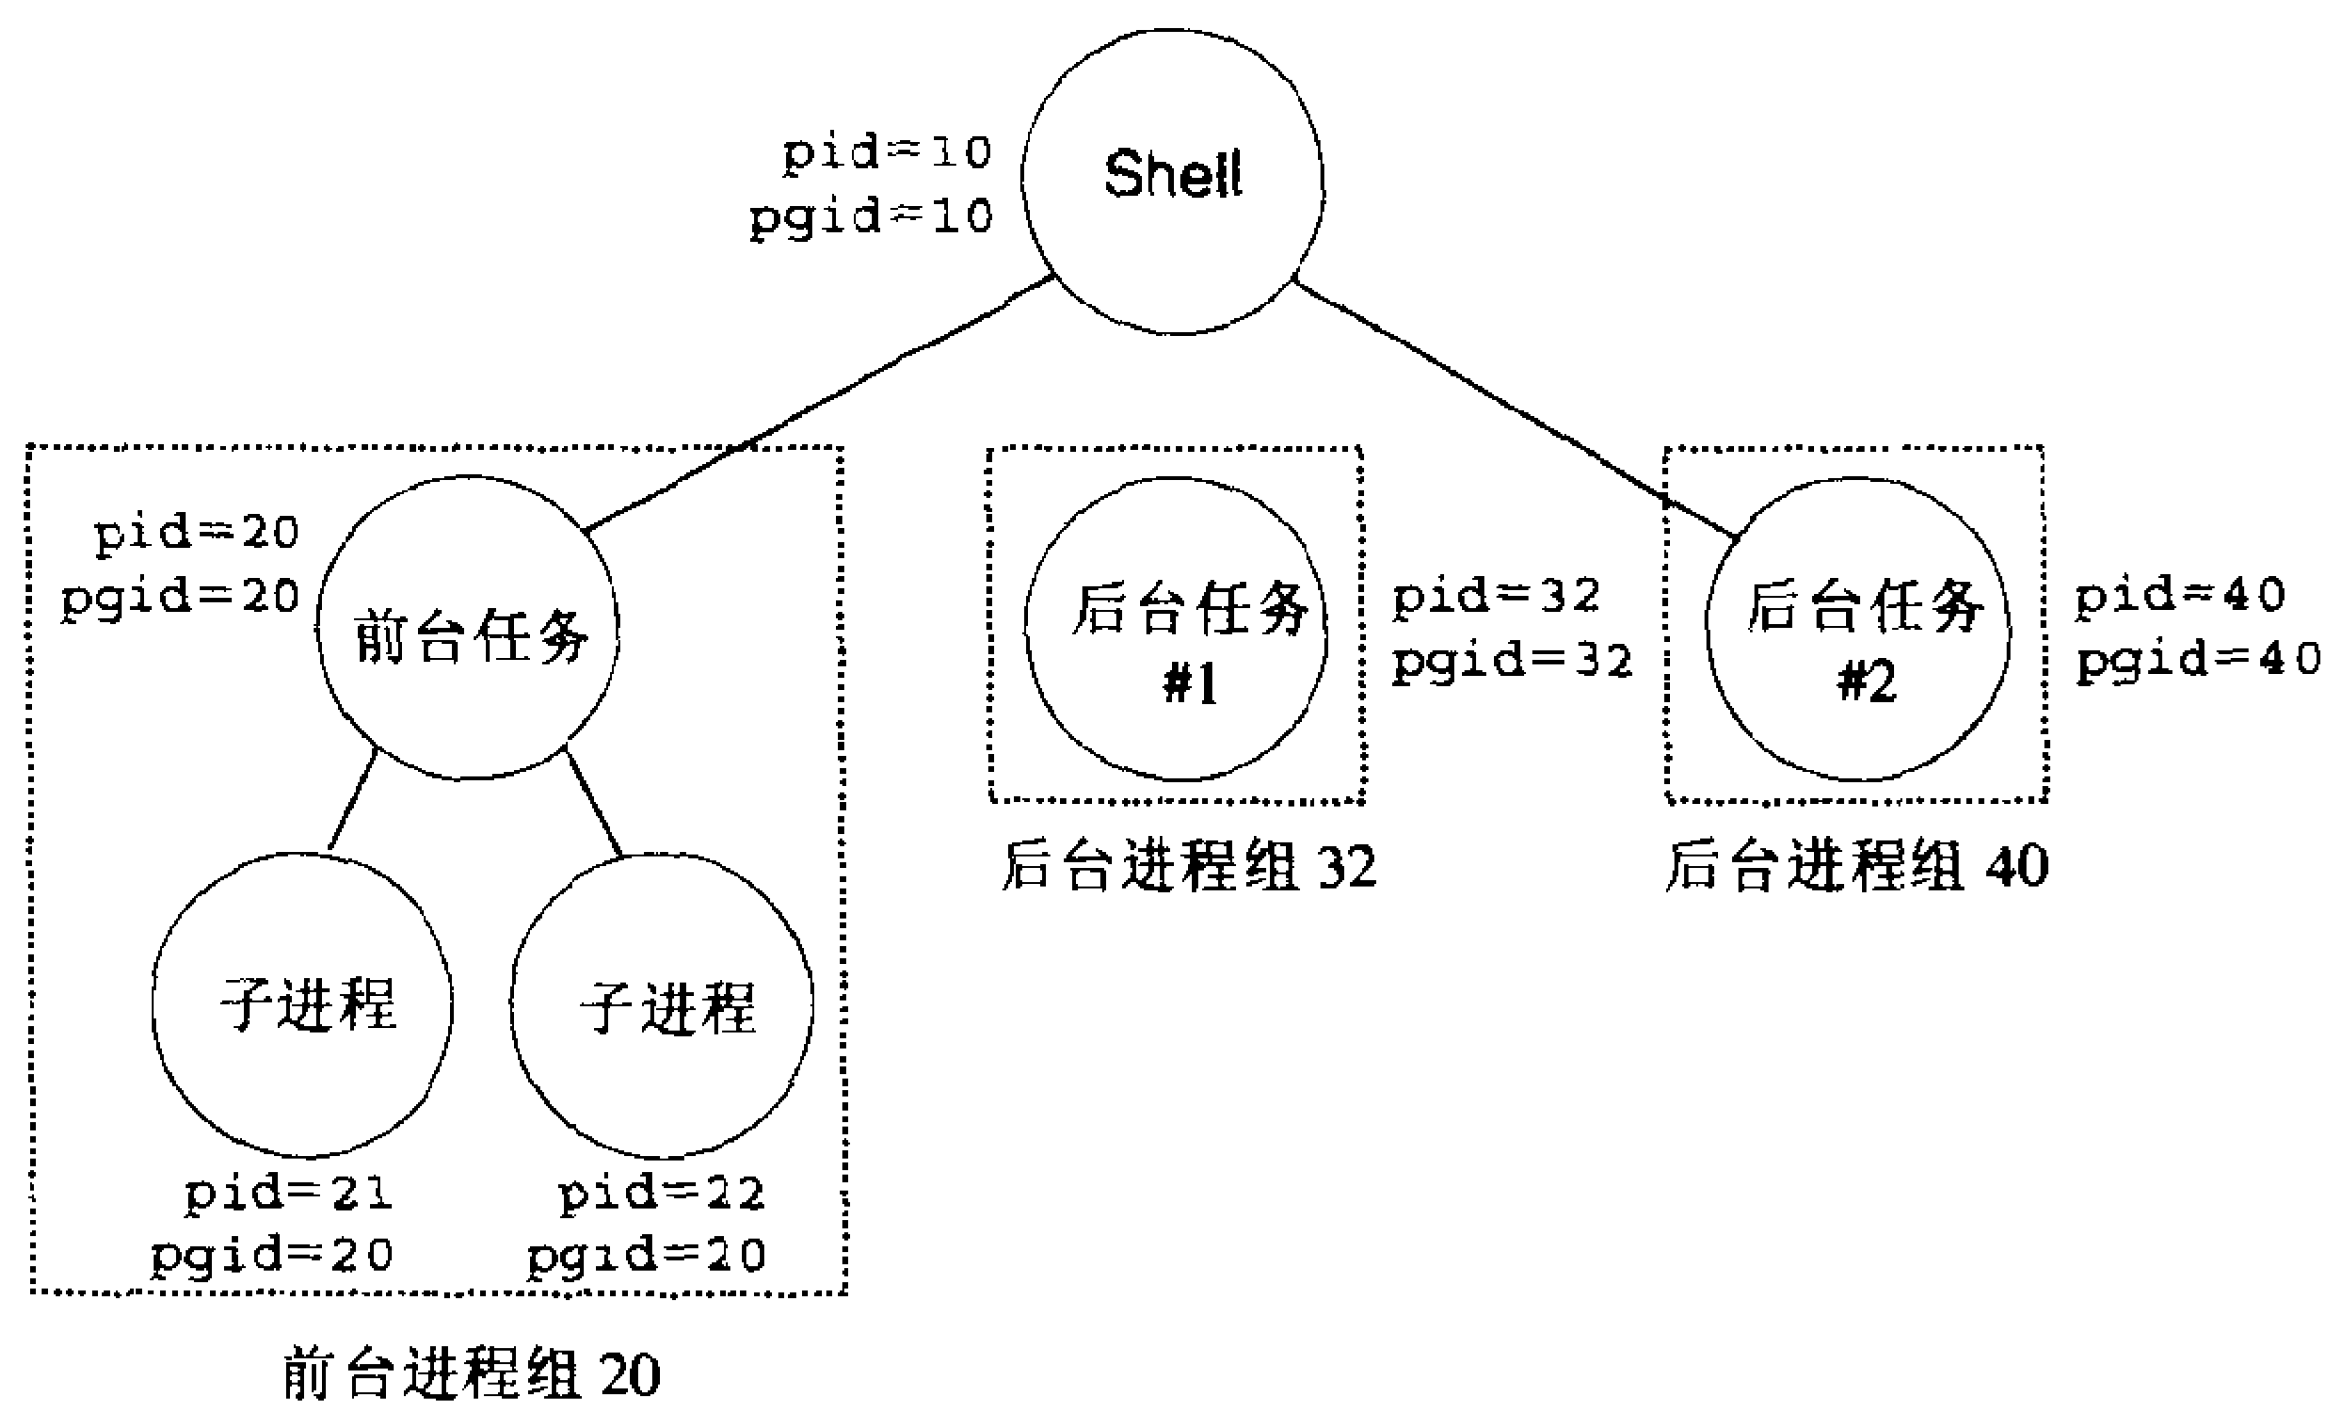 pid=10
pgid=10
Shell
pid=20
pgid=20
前台任务
后台任务
#1
pid=32
pgid=32
后台任务
#2
pid=40
pgid=40
后台进程组 32
后台进程组 40
子进程
子进程
pid=21
pgid=20
pid=22
pgid=20
前台进程组 20